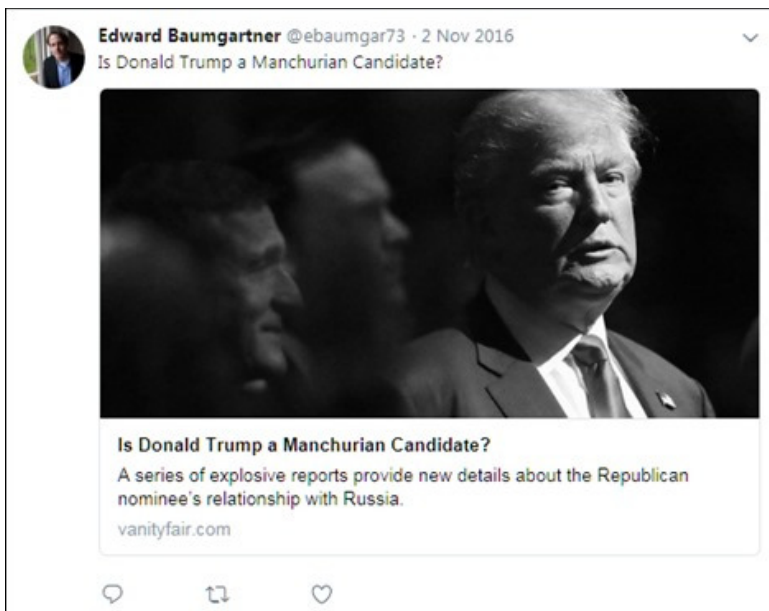 Edward Baumgartner @ebaumgar73 · 2 Nov 2016
Is Donald Trump a Manchurian Candidate?
Is Donald Trump a Manchurian Candidate?
A series of explosive reports provide new details about the Republican
nominee's relationship with Russia.
vanityfair.com